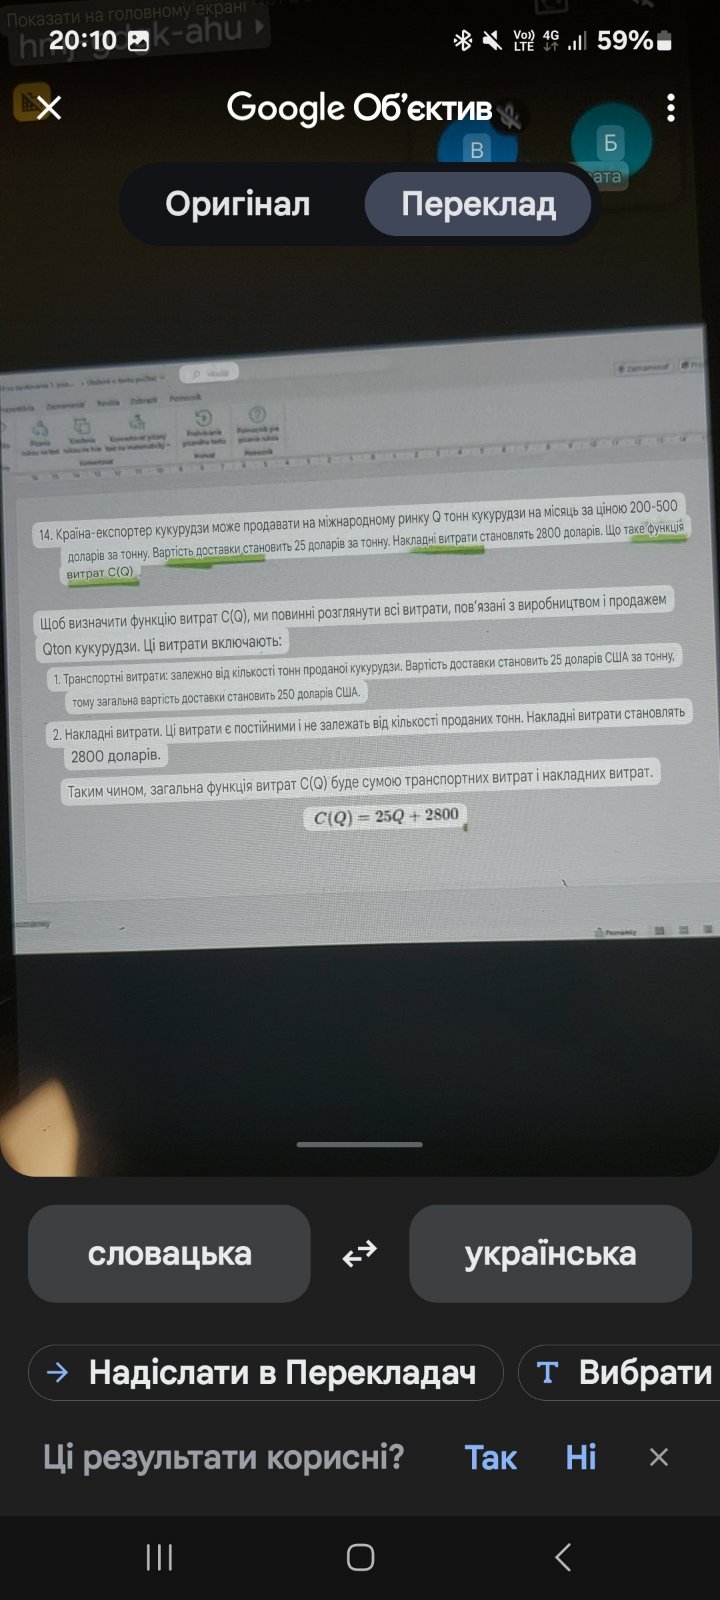 Показати на головному екрані
20:10
Vo)) LTE 4G 59%
Google Об'єктив
В
Б
Оригінал
Переклад
14. Країна-експортер кукурудзи може продавати на міжнародному ринку Q тонн кукурудзи на місяць за ціною 200-500
доларів за тонну. Вартість доставки становить 25 доларів за тонну. Накладні витрати становлять 2800 доларів. Що таке функція
витрат C(Q)
Щоб визначити функцію витрат C(Q), ми повинні розглянути всі витрати, пов'язані з виробництвом і продажем
Qton кукурудзи. Ці витрати включають:
1. Транспортні витрати: залежно від кількості тонн проданої кукурудзи. Вартість доставки становить 25 доларів США за тонну,
тому загальна вартість доставки становить 250 доларів США.
2. Накладні витрати. Ці витрати є постійними і не залежать від кількості проданих тонн. Накладні витрати становлять
2800 доларів.
Таким чином, загальна функція витрат C(Q) буде сумою транспортних витрат і накладних витрат.
C(Q) = 25Q + 2800
словацька
українська
Надіслати в Перекладач
Вибрати
Ці результати корисні?
Так
Ні